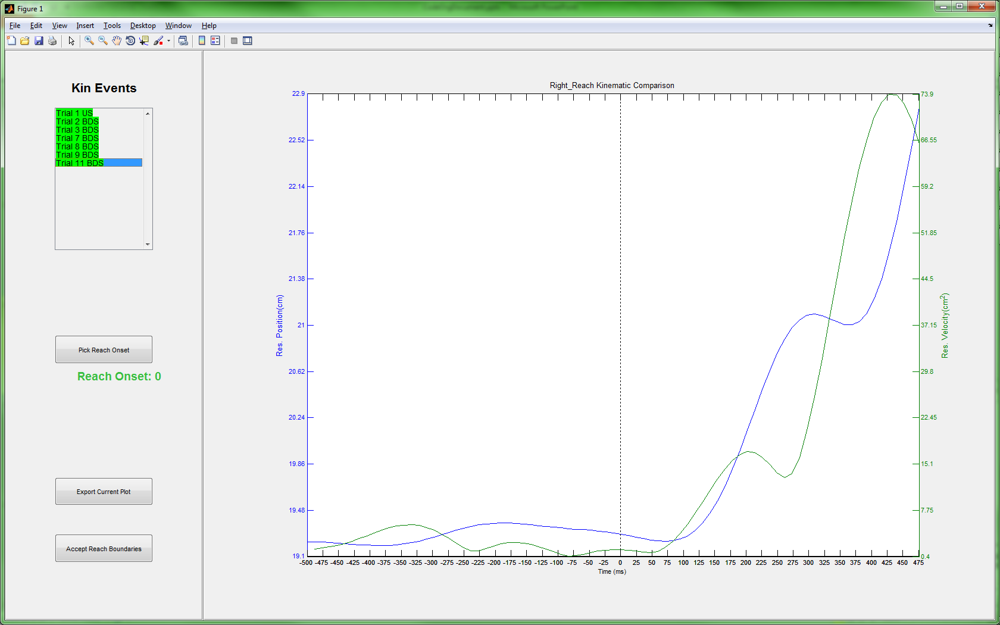 Figure 1
File Edit View Insert Tools Desktop Window Help
Kin Events
Trial 1 US
Trial 2 BDS
Trial 3 BDS
Trial 7 BDS
Trial 8 BDS
Trial 9 BDS
Trial 11 BDS
Pick Reach Onset
Reach Onset: 0
Export Current Plot
Accept Reach Boundaries
Right_Reach Kinematic Comparison
22.9
22.52
22.14
21.76
21.38
21
20.62
20.24
19.86
19.48
19.1
Res. Position(cm)
73.9
66.55
59.2
51.85
44.5
37.15
29.8
22.45
15.1
7.75
0.4
Res. Velocity(cm²)
-500 -475 -450 -425 -400 -375 -350 -325 -300 -275 -250 -225 -200 -175 -150 -125 -100 -75 -50 -25 0 25 50 75 100 125 150 175 200 225 250 275 300 325 350 375 400 425 450 475
Time (ms)